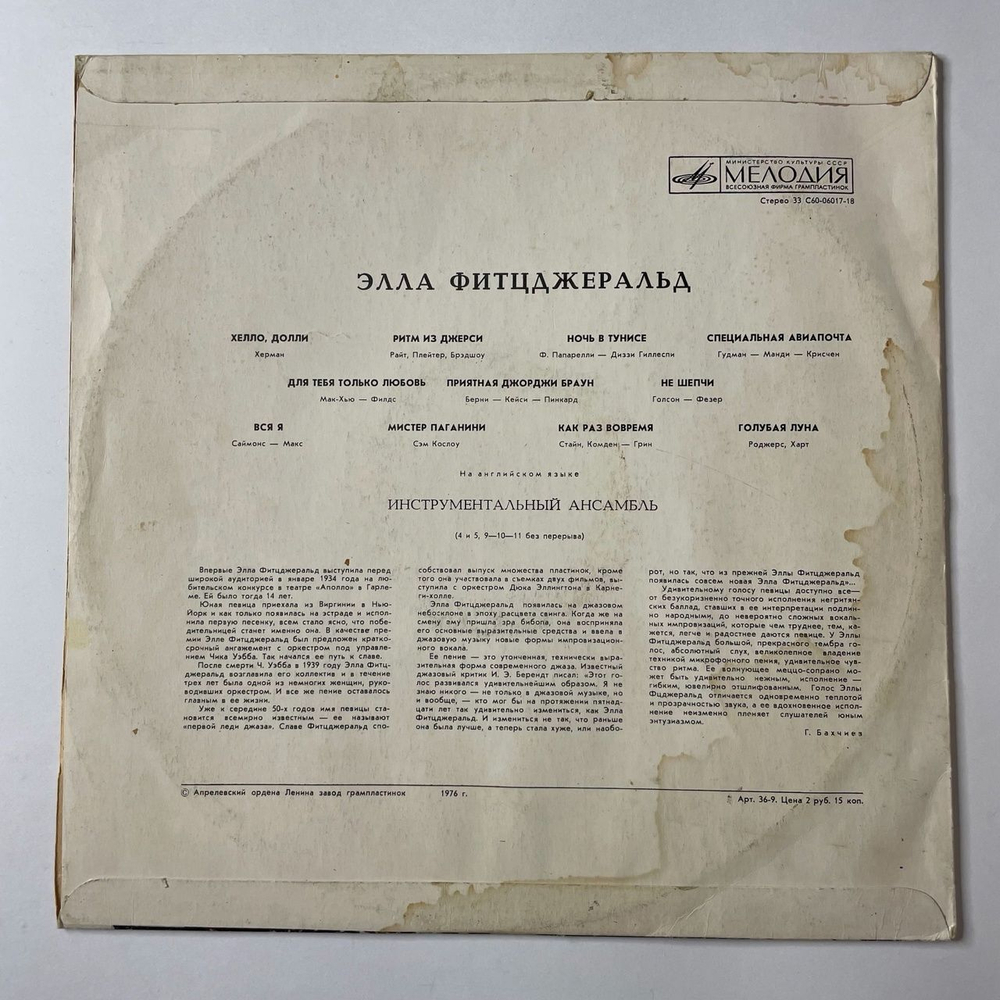 МИНИСТЕРСТВО КУЛЬТУРЫ СССР
МЕЛОДИЯ
ВСЕСОЮЗНАЯ ФИРМА ГРАМПЛАСТИНОК
Стерео 33 С60-06017-18
ЭЛЛА ФИТЦДЖЕРАЛЬД
ХЕЛЛО, ДОЛЛИ РИТМ ИЗ ДЖЕРСИ НОЧЬ В ТУНИСЕ СПЕЦИАЛЬНАЯ АВИАПОЧТА
Херман Райт, Плейтер, Брэдшоу Ф. Папарелли — Диззи Гиллеспи Гудман — Манди — Крисчен
ДЛЯ ТЕБЯ ТОЛЬКО ЛЮБОВЬ ПРИЯТНАЯ ДЖОРДЖИ БРАУН НЕ ШЕПЧИ
Мак-Хью — Филдс Берни — Кейси — Пинкард Голсон — Фезер
ВСЯ Я МИСТЕР ПАГАНИНИ КАК РАЗ ВОВРЕМЯ ГОЛУБАЯ ЛУНА
Саймонс — Макс Сэм Кослоу Стайн, Комден — Грин Роджерс, Харт
На английском языке
ИНСТРУМЕНТАЛЬНЫЙ АНСАМБЛЬ
(4 и 5, 9—10—11 без перерыва)
Впервые Элла Фитцджеральд выступила перед
широкой аудиторией в январе 1934 года на лю-
бительском конкурсе в театре «Аполло» в Гарле-
ме. Ей было тогда 14 лет.
Юная певица приехала из Виргинии в Нью-
Йорк и как только появилась на эстраде и испол-
нила первую песенку, всем стало ясно, что побе-
дительницей станет именно она. В качестве пре-
мии Элле Фитцджеральд был предложен кратко-
срочный ангажемент с оркестром под управле-
нием Чика Уэбба. Так начался ее путь к славе.
После смерти Ч. Уэбба в 1939 году Элла Фитц-
джеральд возглавила его коллектив и в течение
трех лет была одной из немногих женщин, руко-
водивших оркестром. И все же пение оставалось
главным в ее жизни.
Уже к середине 50-х годов имя певицы ста-
новится всемирно известным — ее называют
«первой леди джаза». Славе Фитцджеральд спо-
собствовал выпуск множества пластинок, кроме
того она участвовала в съемках двух фильмов, вы-
ступила с оркестром Дюка Эллингтона в Карне-
ги-холле.
Элла Фитцджеральд появилась на джазовом
небосклоне в эпоху расцвета свинга. Когда же на
смену ему пришла эра бибопа, она восприняла
его основные выразительные средства и ввела в
джазовую музыку новые формы импровизацион-
ного вокала.
Ее пение — это утонченная, технически выра-
зительная форма современного джаза. Известный
джазовый критик И. Э. Берендт писал: «Этот го-
лос развивался удивительнейшим образом. Я не
знаю никого — не только в джазовой музыке, но
и вообще, — кто мог бы на протяжении пятнад-
цати лет так удивительно измениться, как Элла
Фитцджеральд. И измениться не так, что раньше
она была лучше, а теперь стала хуже, или наобо-
рот, но так, что из прежней Эллы Фитцджеральд
появилась совсем новая Элла Фитцджеральд»...
Удивительному голосу певицы доступно все—
от безукоризненно точного исполнения негритян-
ских баллад, ставших в ее интерпретации подлин-
но народными, до невероятно сложных вокаль-
ных импровизаций, которые чем труднее, тем, ка-
жется, легче и радостнее даются певице. У Эллы
Фитцджеральд большой, прекрасного тембра го-
лос, абсолютный слух, великолепное владение
техникой микрофонного пения, удивительное чув-
ство ритма. Ее волнующее меццо-сопрано мо-
жет быть удивительно нежным, исполнение —
гибким, ювелирно отшлифованным. Голос Эллы
Фцджеральд отличается одновременно теплотой
и прозрачностью звука, а ее вдохновенное испол-
нение неизменно пленяет слушателей юным
энтузиазмом.
Г. Бахчиев
© Апрелевский ордена Ленина завод грампластинок 1976 г. Арт. 36-9. Цена 2 руб. 15 коп.